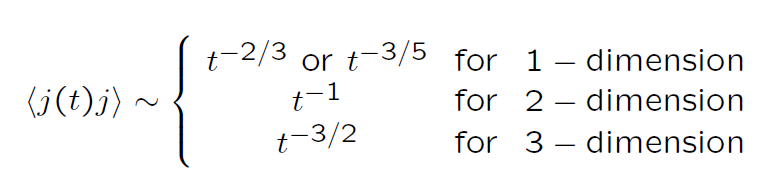 t^{-2/3} or t^{-3/5} for 1 − dimension
⟨j(t)j⟩ ∼ { t^{-1} for 2 − dimension
t^{-3/2} for 3 − dimension